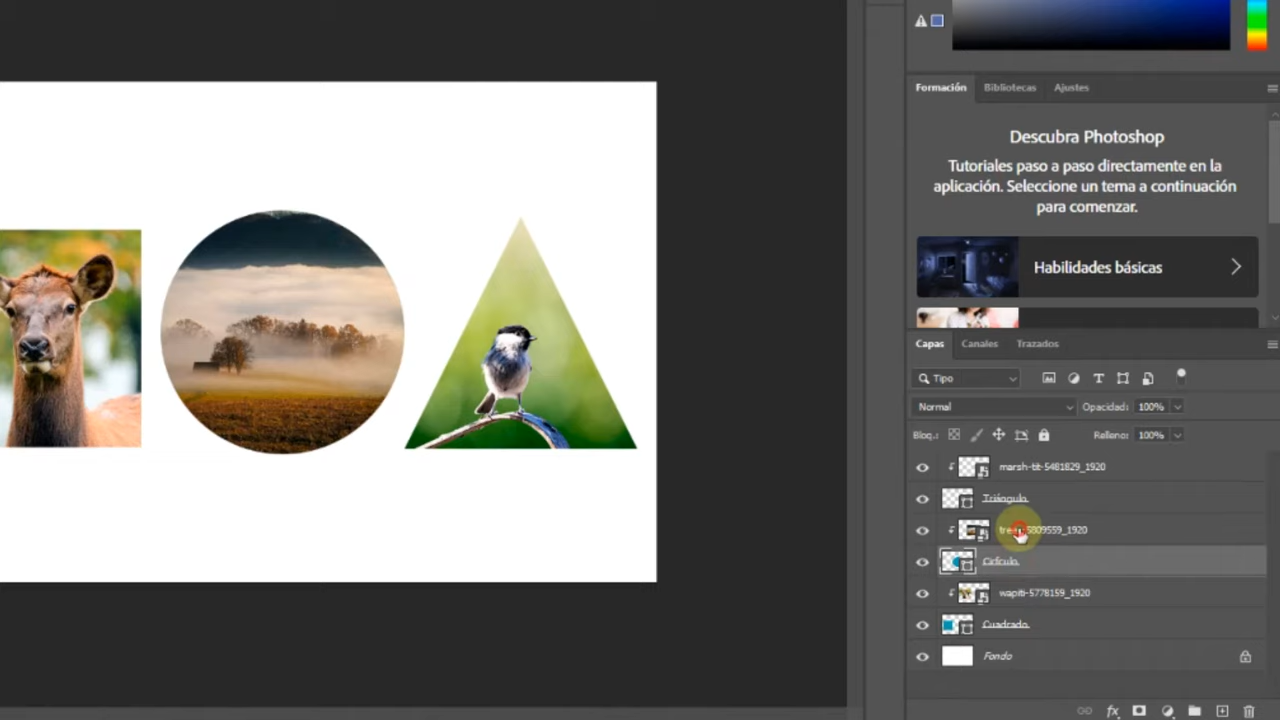 Formación Bibliotecas Ajustes
Descubra Photoshop
Tutoriales paso a paso directamente en la
aplicación. Seleccione un tema a continuación
para comenzar.
Habilidades básicas
Capas Canales Trazados
Tipo
Normal Opacidad: 100%
Bloq.: Relleno: 100%
marsh-tit-5481829_1920
Triángulo
5809559_1920
Círculo
wapiti-5778159_1920
Cuadrado
Fondo
fx